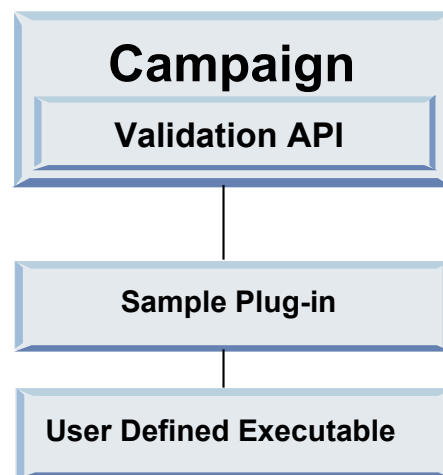 Campaign
Validation API
Sample Plug-in
User Defined Executable